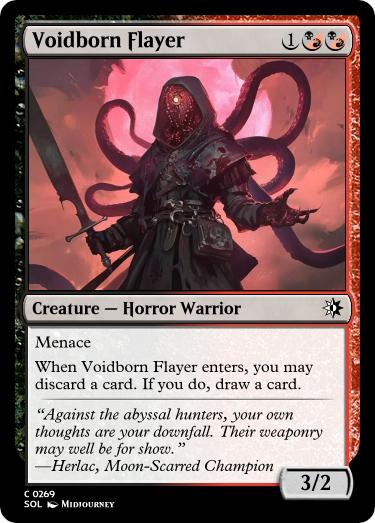 Voidborn Flayer 1
Creature — Horror Warrior
Menace
When Voidborn Flayer enters, you may
discard a card. If you do, draw a card.
“Against the abyssal hunters, your own
thoughts are your downfall. Their weaponry
may well be for show.”
—Herlac, Moon-Scarred Champion
3/2
C 0269
SOL Midjourney